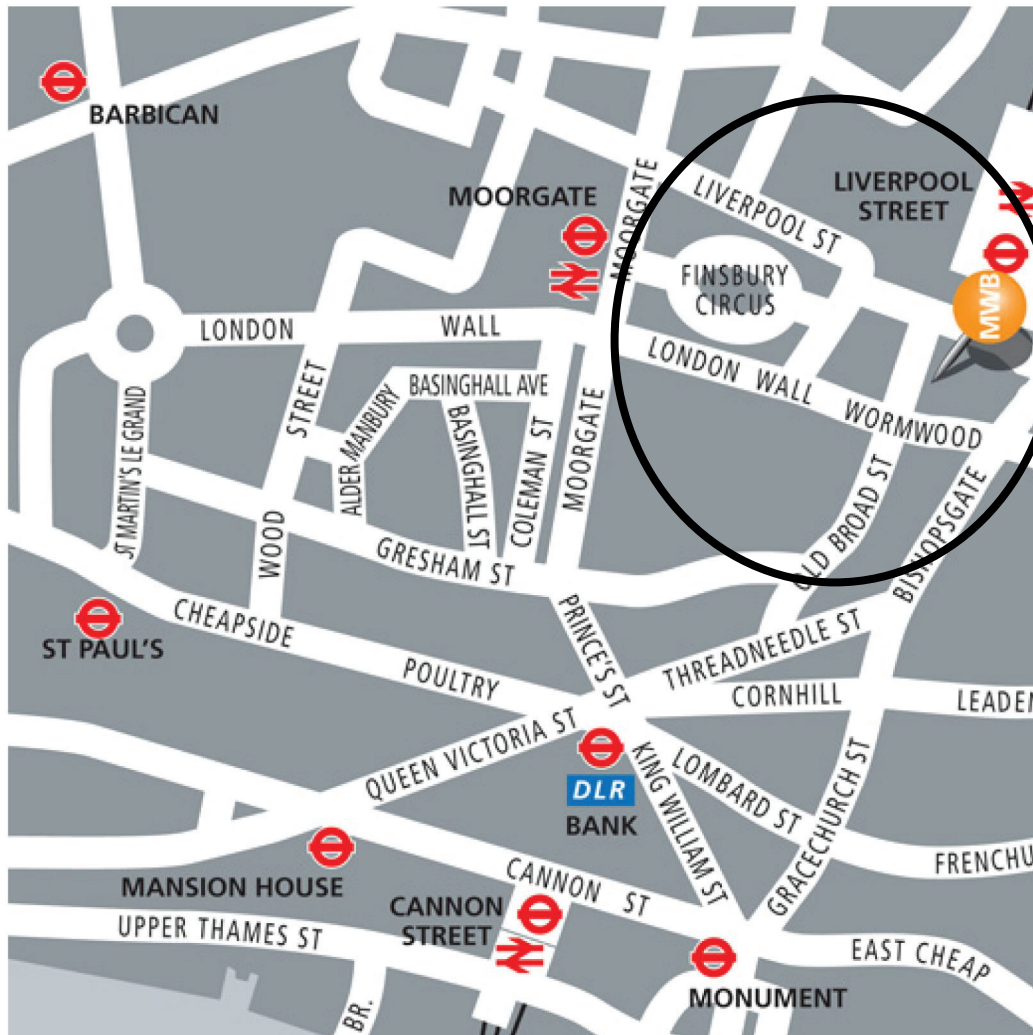 BARBICAN
MOORGATE
MOORGATE
LIVERPOOL ST
LIVERPOOL
STREET
FINSBURY
CIRCUS
MWB
LONDON
WALL
LONDON WALL
WORMWOOD
BASINGHALL AVE
ST MARTIN'S LE GRAND
STREET
WOOD
ALDER MANBURY
BASINGHALL ST
COLEMAN ST
MOORGATE
OLD BROAD ST
BISHOPSGATE
GRESHAM ST
CHEAPSIDE
ST PAUL'S
POULTRY
PRINCE'S ST
THREADNEEDLE ST
CORNHILL
LEADEN
QUEEN VICTORIA ST
DLR
BANK
KING WILLIAM ST
LOMBARD ST
GRACECHURCH ST
FRENCHU
MANSION HOUSE
CANNON ST
CANNON
STREET
UPPER THAMES ST
EAST CHEAP
MONUMENT
BR.